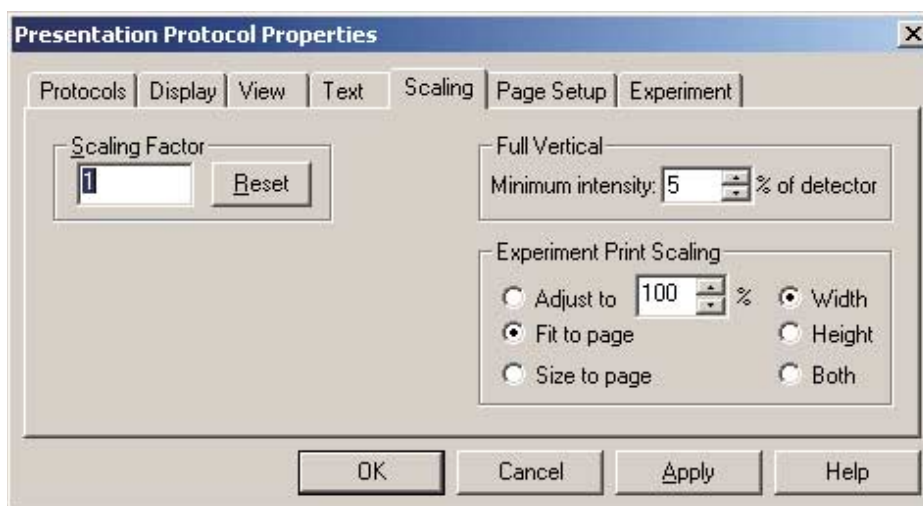 Presentation Protocol Properties
Protocols Display View Text Scaling Page Setup Experiment
Scaling Factor
1 Reset
Full Vertical
Minimum intensity: 5 % of detector
Experiment Print Scaling
Adjust to 100 % Width
Fit to page Height
Size to page Both
OK Cancel Apply Help